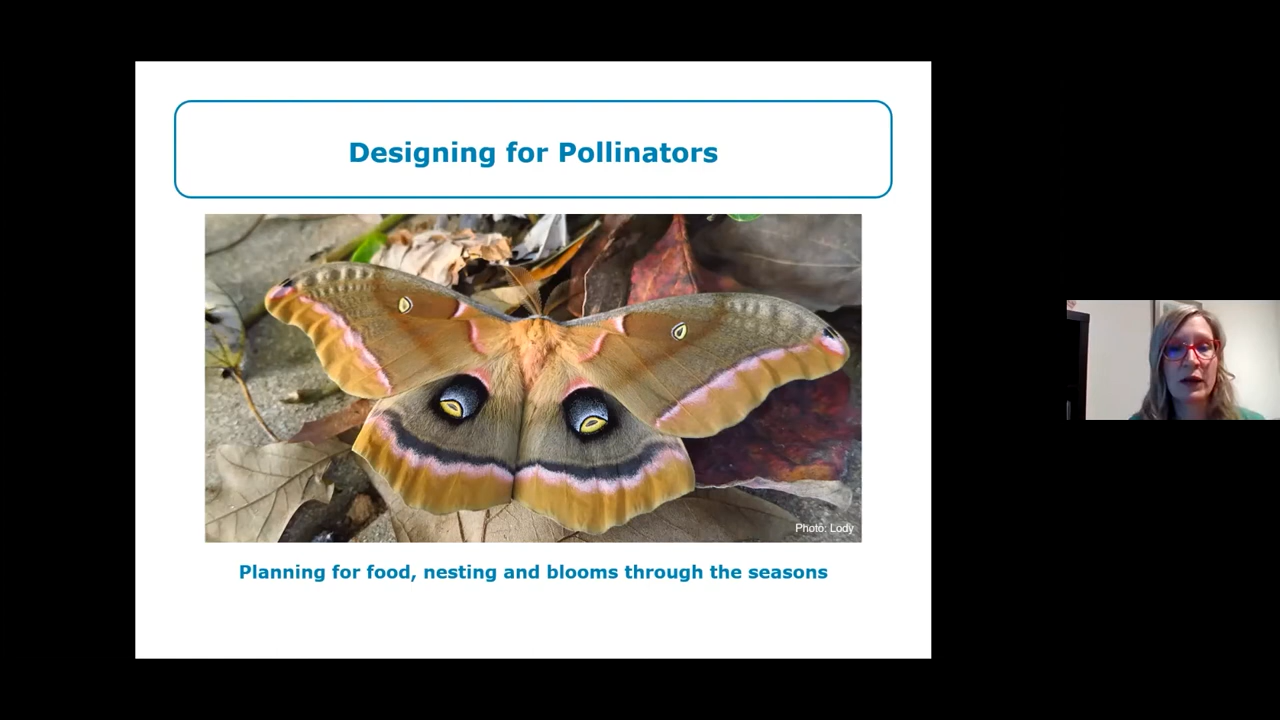 Designing for Pollinators
Photo: Lody
Planning for food, nesting and blooms through the seasons